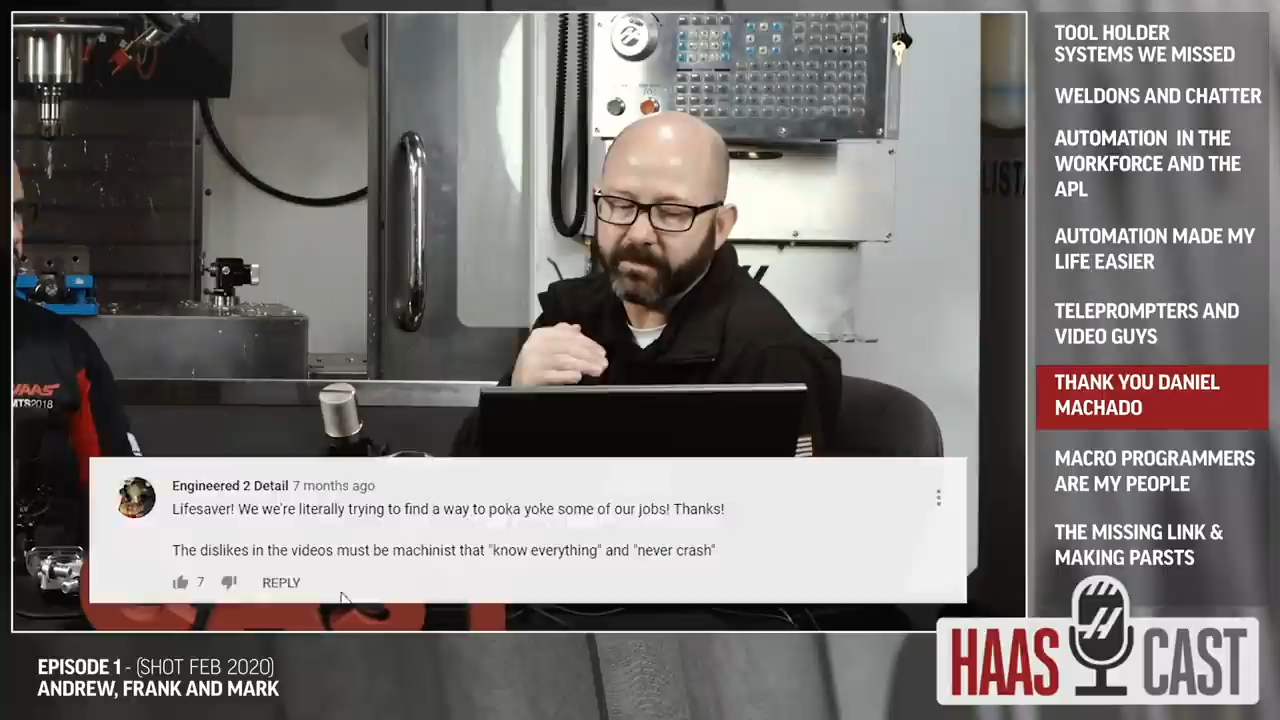 TOOL HOLDER
SYSTEMS WE MISSED
WELDONS AND CHATTER
AUTOMATION IN THE
WORKFORCE AND THE
APL
AUTOMATION MADE MY
LIFE EASIER
TELEPROMPTERS AND
VIDEO GUYS
THANK YOU DANIEL
MACHADO
MACRO PROGRAMMERS
ARE MY PEOPLE
THE MISSING LINK &
MAKING PARSTS
HAAS
MTS2018
Engineered 2 Detail 7 months ago
Lifesaver! We we're literally trying to find a way to poka yoke some of our jobs! Thanks!
The dislikes in the videos must be machinist that "know everything" and "never crash"
7 REPLY
EPISODE 1 - (SHOT FEB 2020)
ANDREW, FRANK AND MARK
HAAS CAST